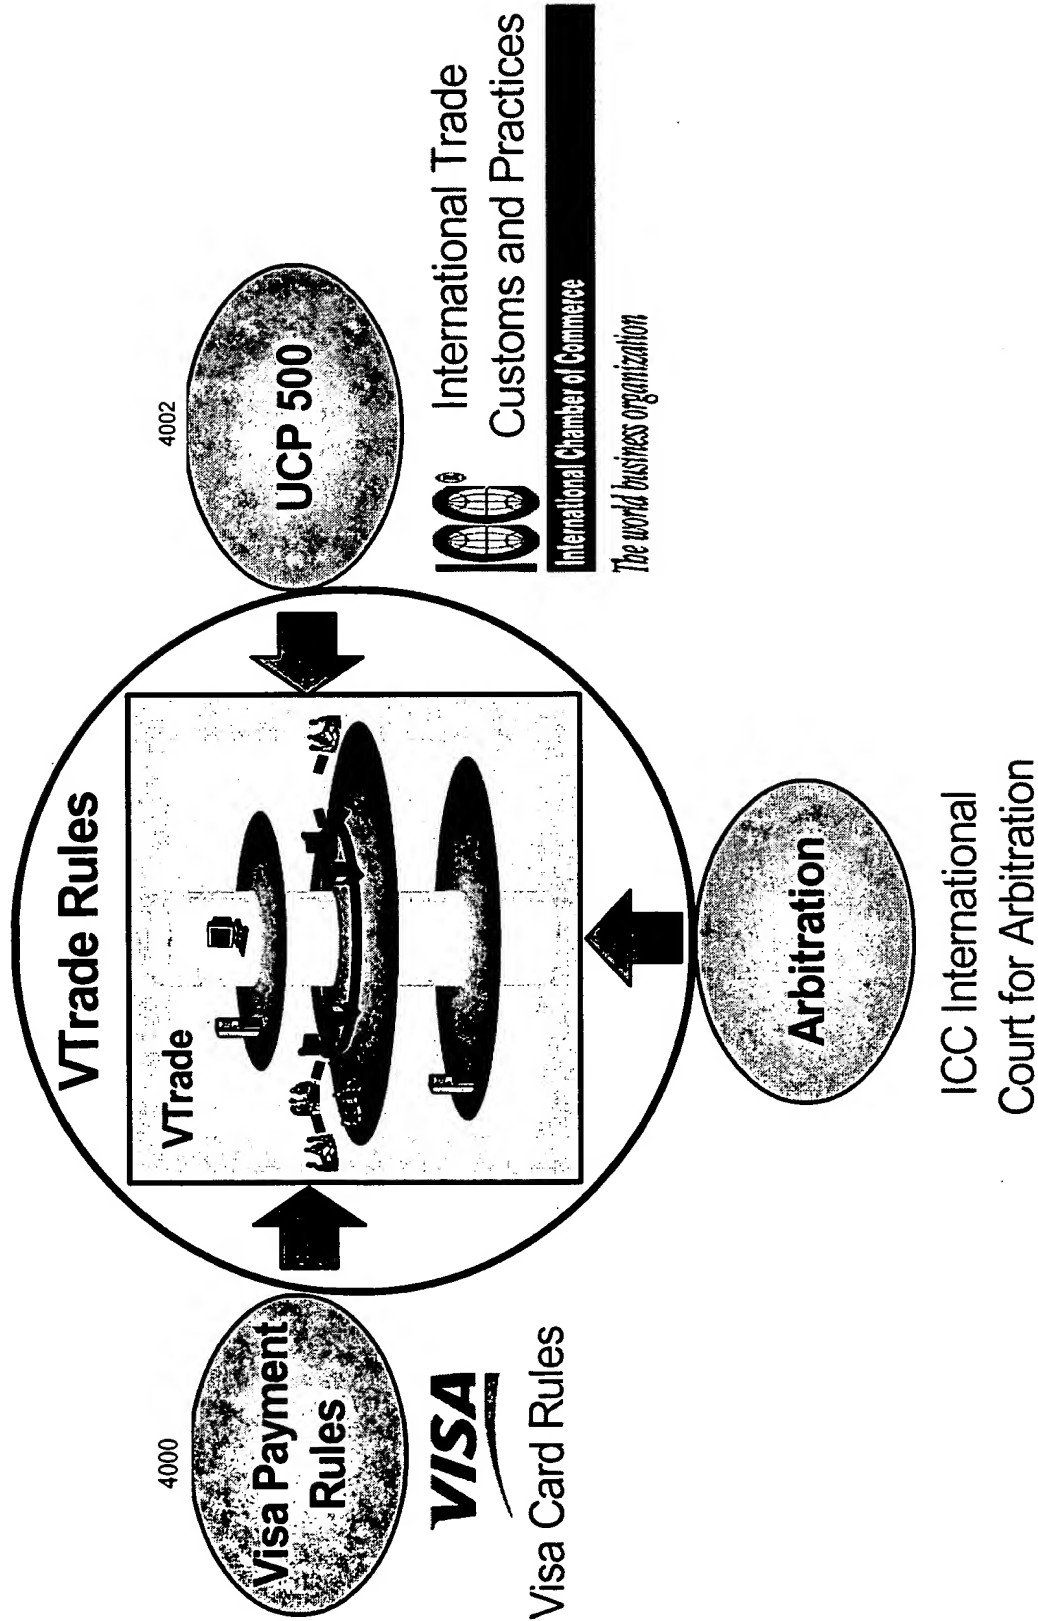 VTrade Rules
VTrade
4000
Visa Payment
Rules
VISA
Visa Card Rules
4002
UCP 500
International Trade
Customs and Practices
ICC®
International Chamber of Commerce
The world business organization
Arbitration
ICC International
Court for Arbitration